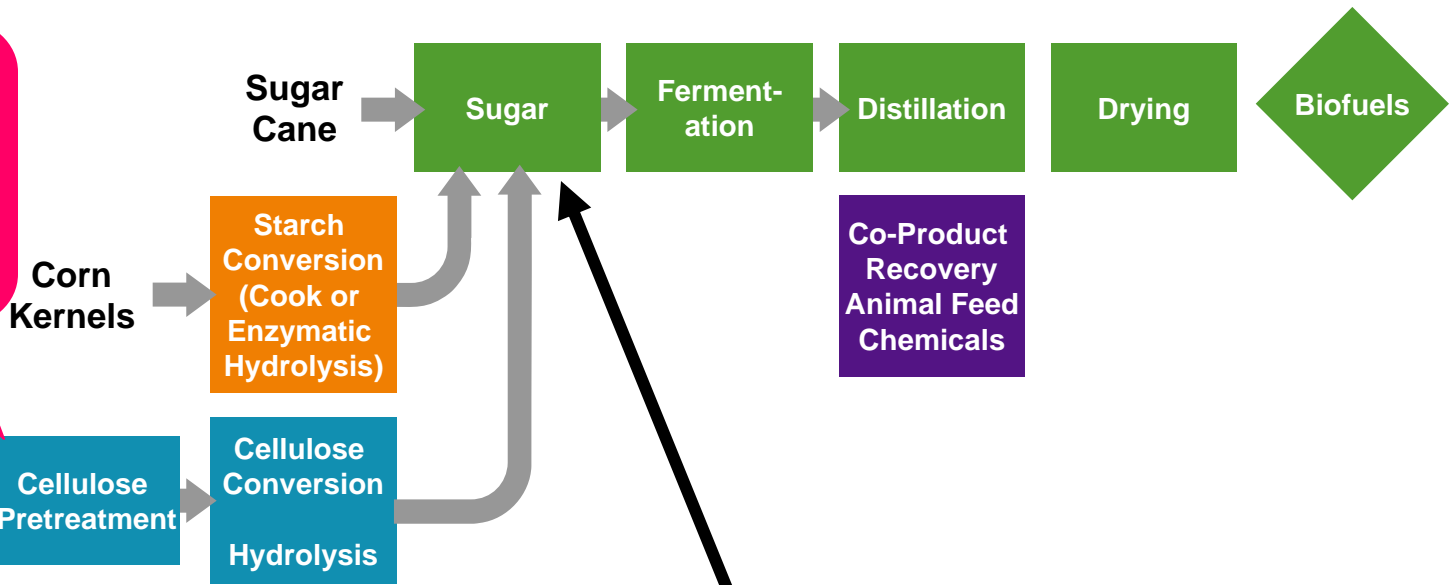 Sugar
Cane
Sugar
Ferment-
ation
Distillation
Drying
Biofuels
Corn
Kernels
Starch
Conversion
(Cook or
Enzymatic
Hydrolysis)
Co-Product
Recovery
Animal Feed
Chemicals
Cellulose
Pretreatment
Cellulose
Conversion
Hydrolysis